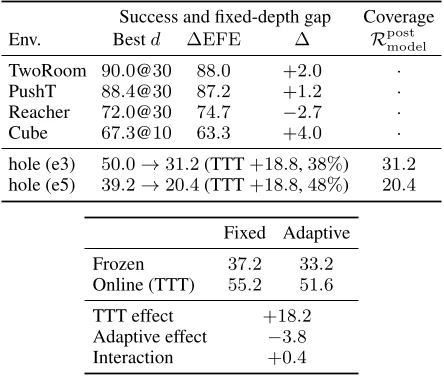 Success and fixed-depth gap Coverage
Env. Best d ΔEFE Δ R^post_model
TwoRoom 90.0@30 88.0 +2.0 ·
PushT 88.4@30 87.2 +1.2 ·
Reacher 72.0@30 74.7 −2.7 ·
Cube 67.3@10 63.3 +4.0 ·
hole (e3) 50.0 → 31.2 (TTT +18.8, 38%) 31.2
hole (e5) 39.2 → 20.4 (TTT +18.8, 48%) 20.4
Fixed Adaptive
Frozen 37.2 33.2
Online (TTT) 55.2 51.6
TTT effect +18.2
Adaptive effect −3.8
Interaction +0.4